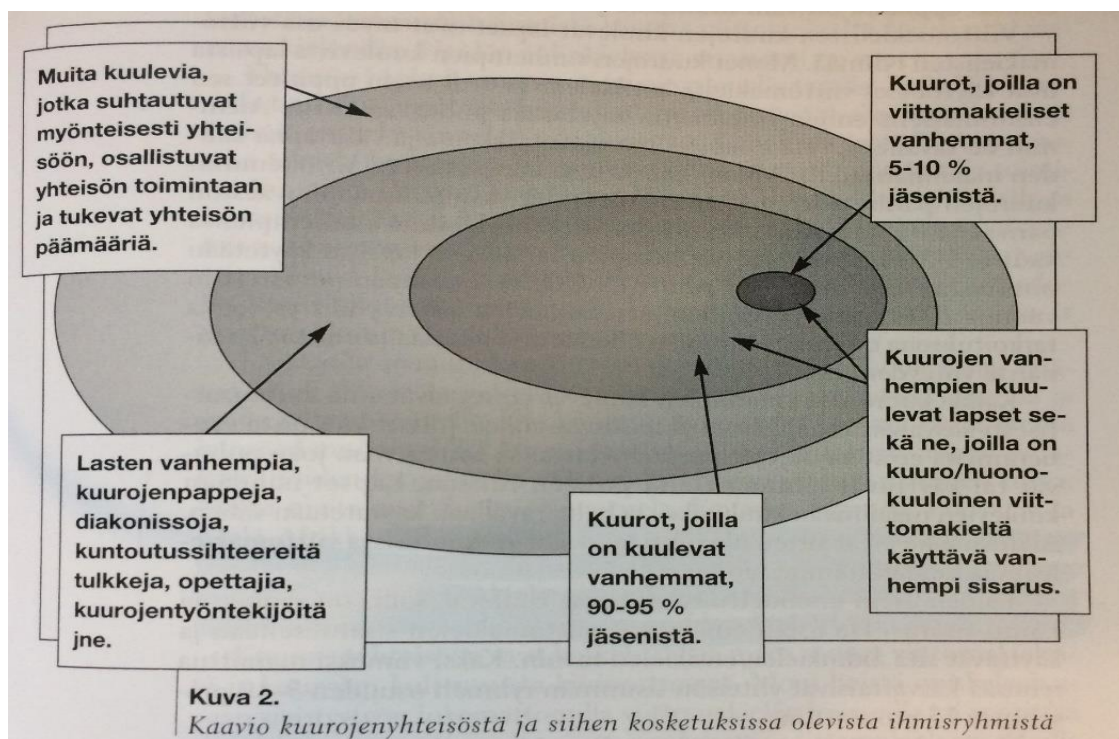 Muita kuulevia,
jotka suhtautuvat
myönteisesti yhtei-
söön, osallistuvat
yhteisön toimintaan
ja tukevat yhteisön
päämääriä.
Kuurot, joilla on
viittomakieliset
vanhemmat,
5-10 %
jäsenistä.
Lasten vanhempia,
kuurojenpappeja,
diakonissoja,
kuntoutussihteereitä
tulkkeja, opettajia,
kuurojentyöntekijöitä
jne.
Kuurot, joilla
on kuulevat
vanhemmat,
90-95 %
jäsenistä.
Kuurojen van-
hempien kuu-
levat lapset se-
kä ne, joilla on
kuuro/huono-
kuuloinen viit-
tomakieltä
käyttävä van-
hempi sisarus.
Kuva 2.
Kaavio kuurojenyhteisöstä ja siihen kosketuksissa olevista ihmisryhmistä